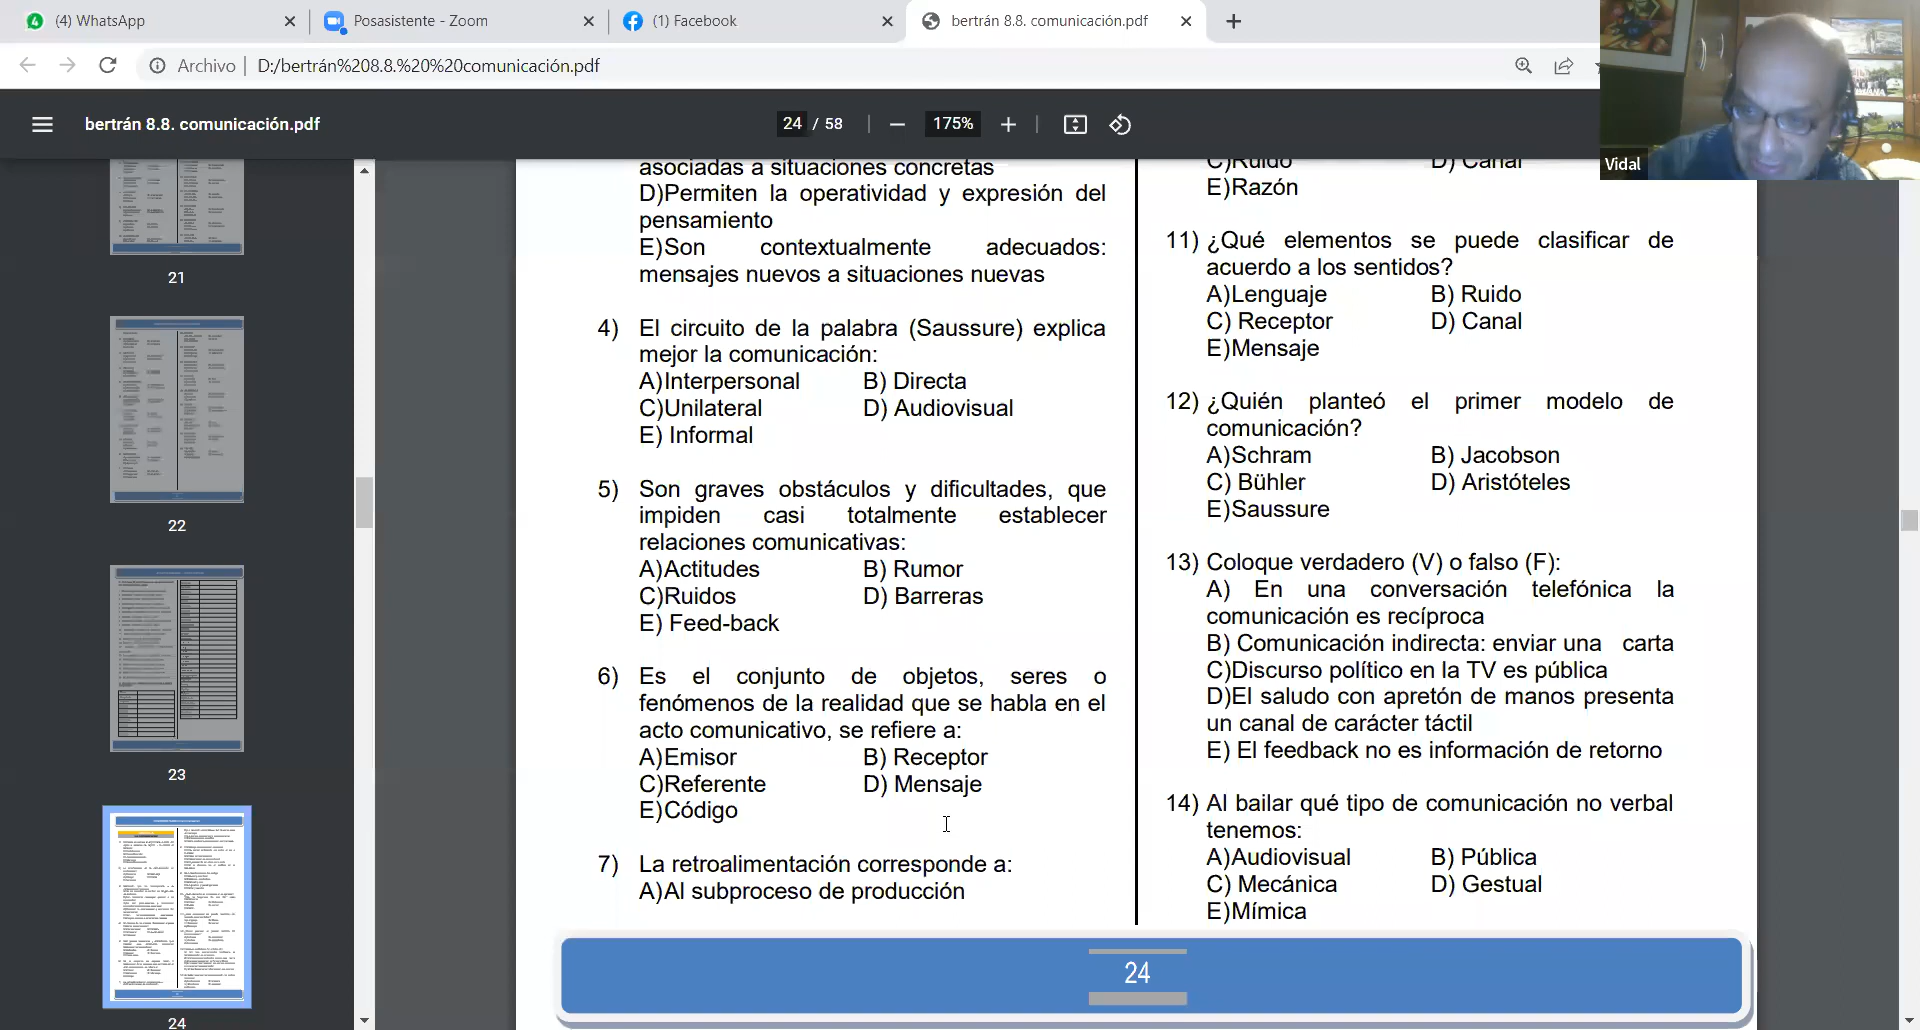 (4) WhatsApp
Posasistente - Zoom
(1) Facebook
bertrán 8.8. comunicación.pdf
Archivo
D:/bertrán%208.8.%20%20comunicación.pdf
bertrán 8.8. comunicación.pdf
24 / 58
175%
Vidal
21
22
23
24
asociadas a situaciones concretas
D)Permiten la operatividad y expresión del
pensamiento
E)Son contextualmente adecuados:
mensajes nuevos a situaciones nuevas
4) El circuito de la palabra (Saussure) explica
mejor la comunicación:
A)Interpersonal B) Directa
C)Unilateral D) Audiovisual
E) Informal
5) Son graves obstáculos y dificultades, que
impiden casi totalmente establecer
relaciones comunicativas:
A)Actitudes B) Rumor
C)Ruidos D) Barreras
E) Feed-back
6) Es el conjunto de objetos, seres o
fenómenos de la realidad que se habla en el
acto comunicativo, se refiere a:
A)Emisor B) Receptor
C)Referente D) Mensaje
E)Código
7) La retroalimentación corresponde a:
A)Al subproceso de producción
C)Ruido D) Canal
E)Razón
11) ¿Qué elementos se puede clasificar de
acuerdo a los sentidos?
A)Lenguaje B) Ruido
C) Receptor D) Canal
E)Mensaje
12) ¿Quién planteó el primer modelo de
comunicación?
A)Schram B) Jacobson
C) Bühler D) Aristóteles
E)Saussure
13) Coloque verdadero (V) o falso (F):
A) En una conversación telefónica la
comunicación es recíproca
B) Comunicación indirecta: enviar una carta
C)Discurso político en la TV es pública
D)El saludo con apretón de manos presenta
un canal de carácter táctil
E) El feedback no es información de retorno
14) Al bailar qué tipo de comunicación no verbal
tenemos:
A)Audiovisual B) Pública
C) Mecánica D) Gestual
E)Mímica
24